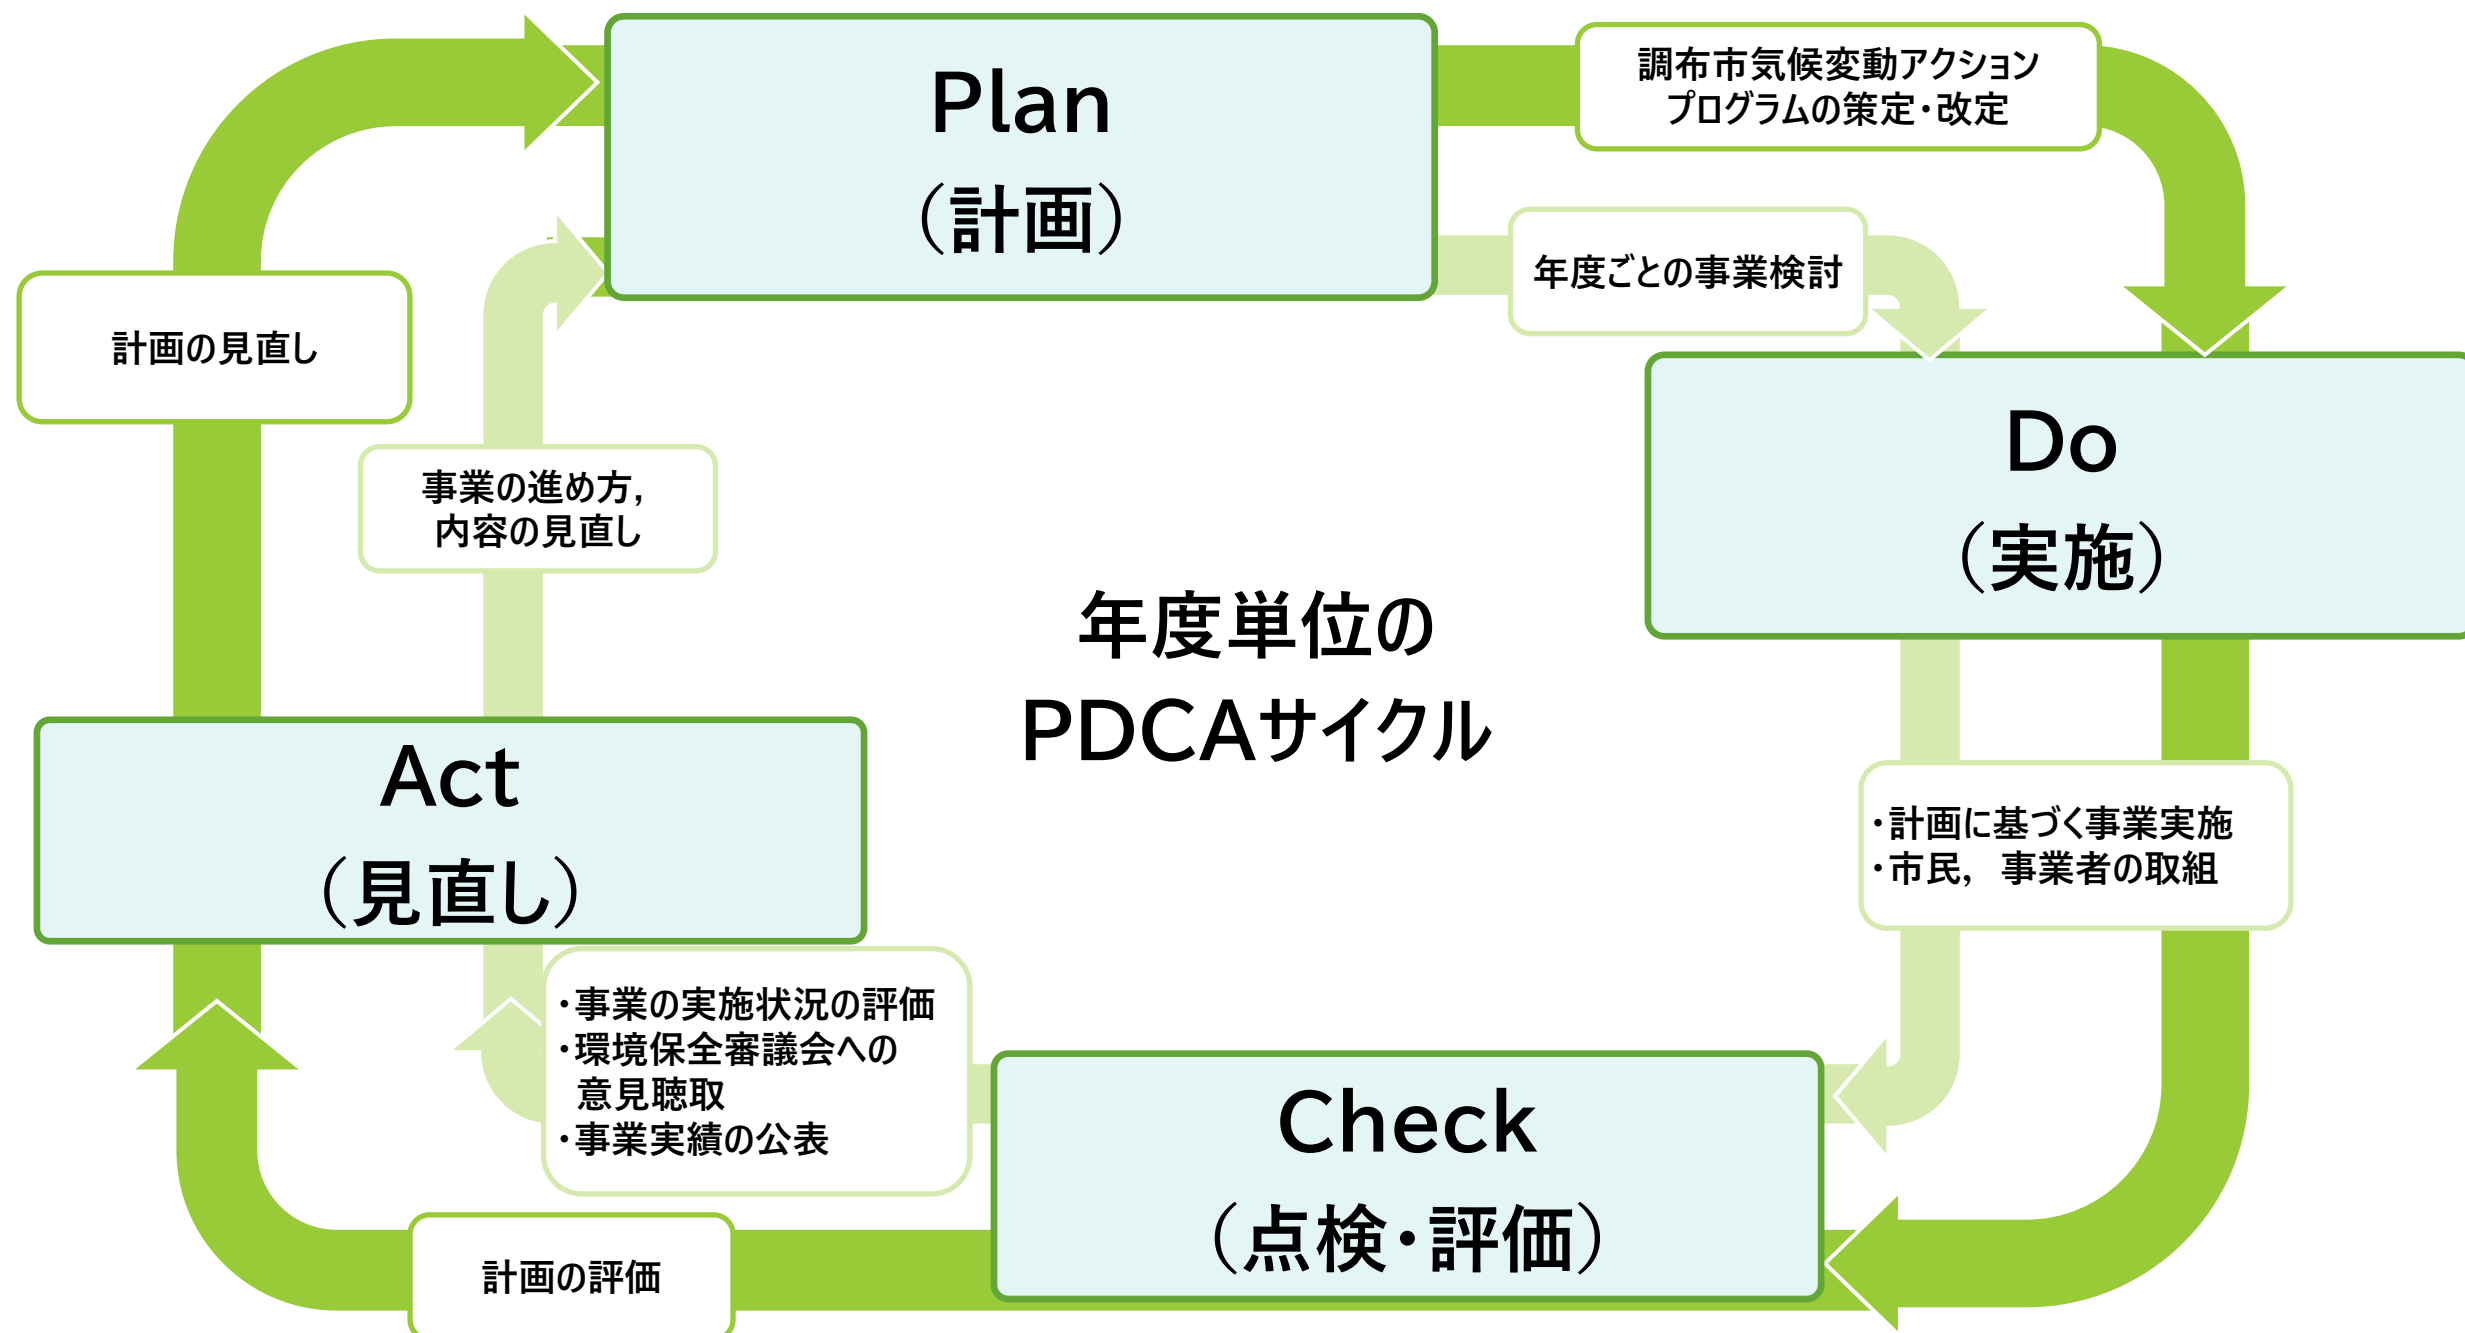 Plan
（計画）
調布市気候変動アクション
プログラムの策定・改定
年度ごとの事業検討
計画の見直し
事業の進め方，
内容の見直し
Do
（実施）
年度単位の
PDCAサイクル
Act
（見直し）
・計画に基づく事業実施
・市民，事業者の取組
・事業の実施状況の評価
・環境保全審議会への
意見聴取
・事業実績の公表
Check
（点検・評価）
計画の評価